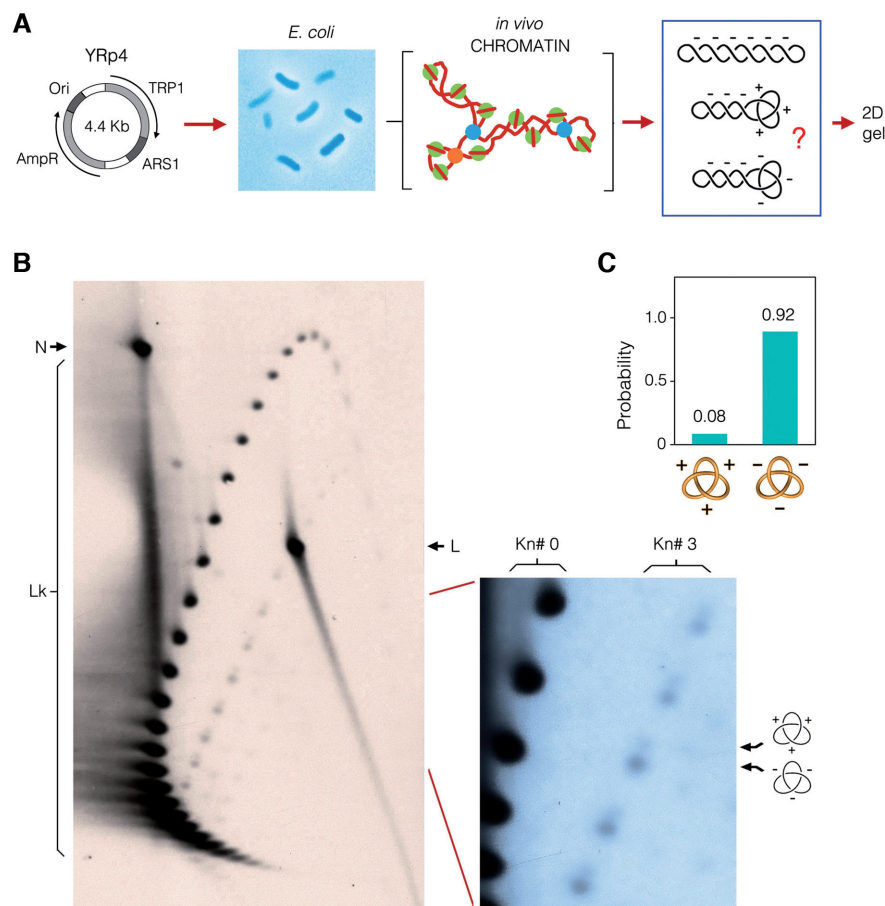 A
YRp4
Ori
TRP1
4.4 Kb
AmpR
ARS1
E. coli
in vivo
CHROMATIN
- - - - - -
- - -
+
+
+
?
- - - -
-
-
2D
gel
B
N
Lk
L
Kn# 0
Kn# 3
+ +
+
- -
-
C
Probability
1.0
0.5
0
0.08
0.92
+ +
+
- -
-